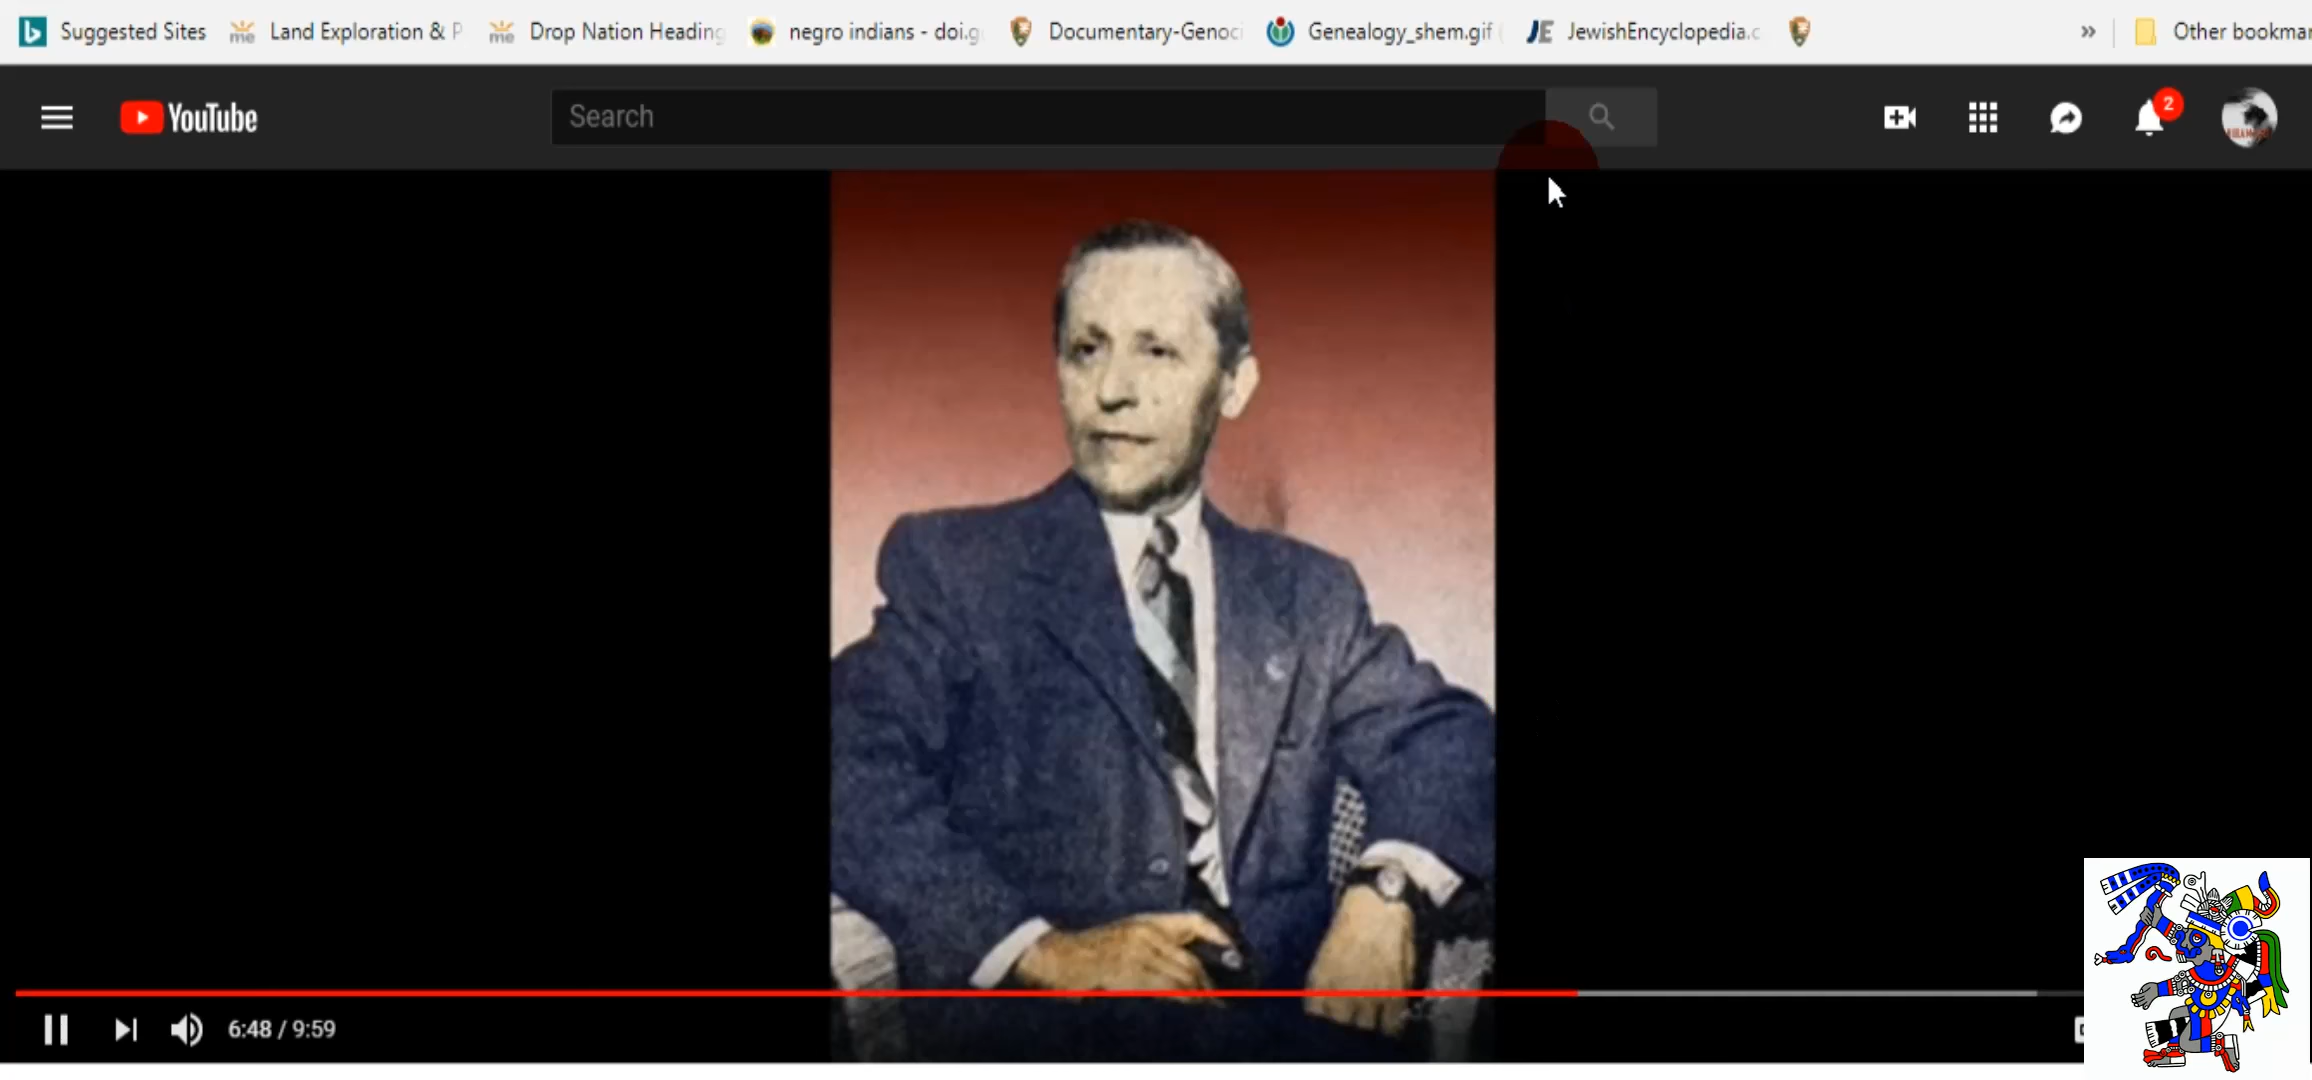 Suggested Sites Land Exploration & P Drop Nation Heading negro indians - doi.g Documentary-Genoci Genealogy_shem.gif JewishEncyclopedia.c » Other bookmar
YouTube Search 2
6:48 / 9:59